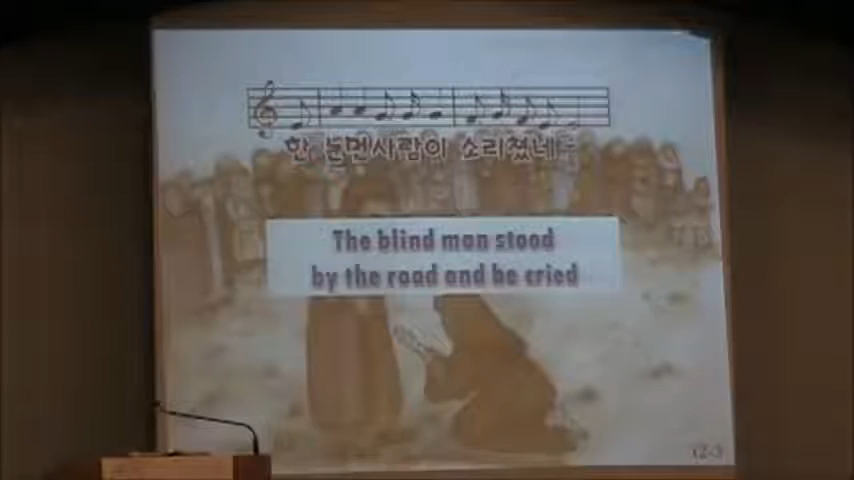 한 눈먼사람이 소리쳤네-
The blind man stood
by the road and be cried
12-3